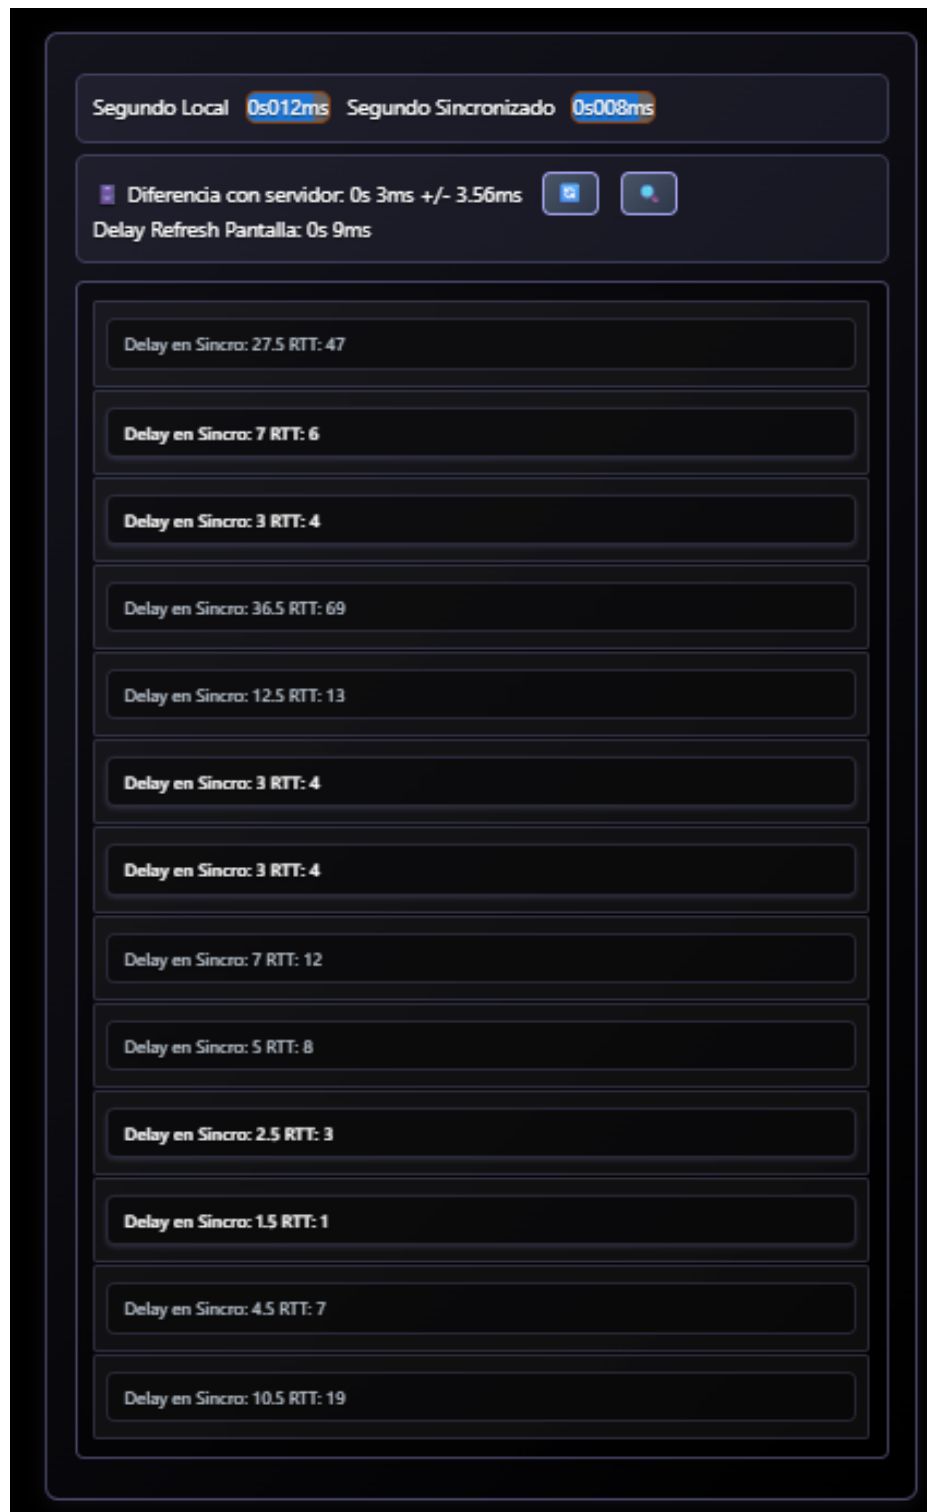 Segundo Local 0s012ms Segundo Sincronizado 0s008ms
Diferencia con servidor: 0s 3ms +/- 3.56ms
Delay Refresh Pantalla: 0s 9ms
Delay en Sincro: 27.5 RTT: 47
Delay en Sincro: 7 RTT: 6
Delay en Sincro: 3 RTT: 4
Delay en Sincro: 36.5 RTT: 69
Delay en Sincro: 12.5 RTT: 13
Delay en Sincro: 3 RTT: 4
Delay en Sincro: 3 RTT: 4
Delay en Sincro: 7 RTT: 12
Delay en Sincro: 5 RTT: 8
Delay en Sincro: 2.5 RTT: 3
Delay en Sincro: 1.5 RTT: 1
Delay en Sincro: 4.5 RTT: 7
Delay en Sincro: 10.5 RTT: 19